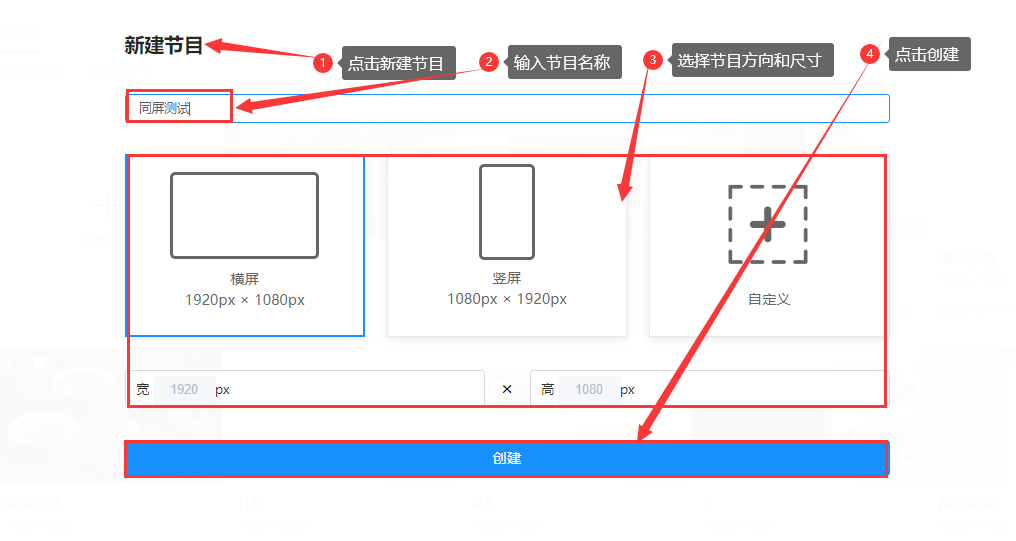 新建节目
1 点击新建节目
2 输入节目名称
3 选择节目方向和尺寸
4 点击创建
同屏测试
横屏
1920px × 1080px
竖屏
1080px × 1920px
自定义
宽 1920 px × 高 1080 px
创建